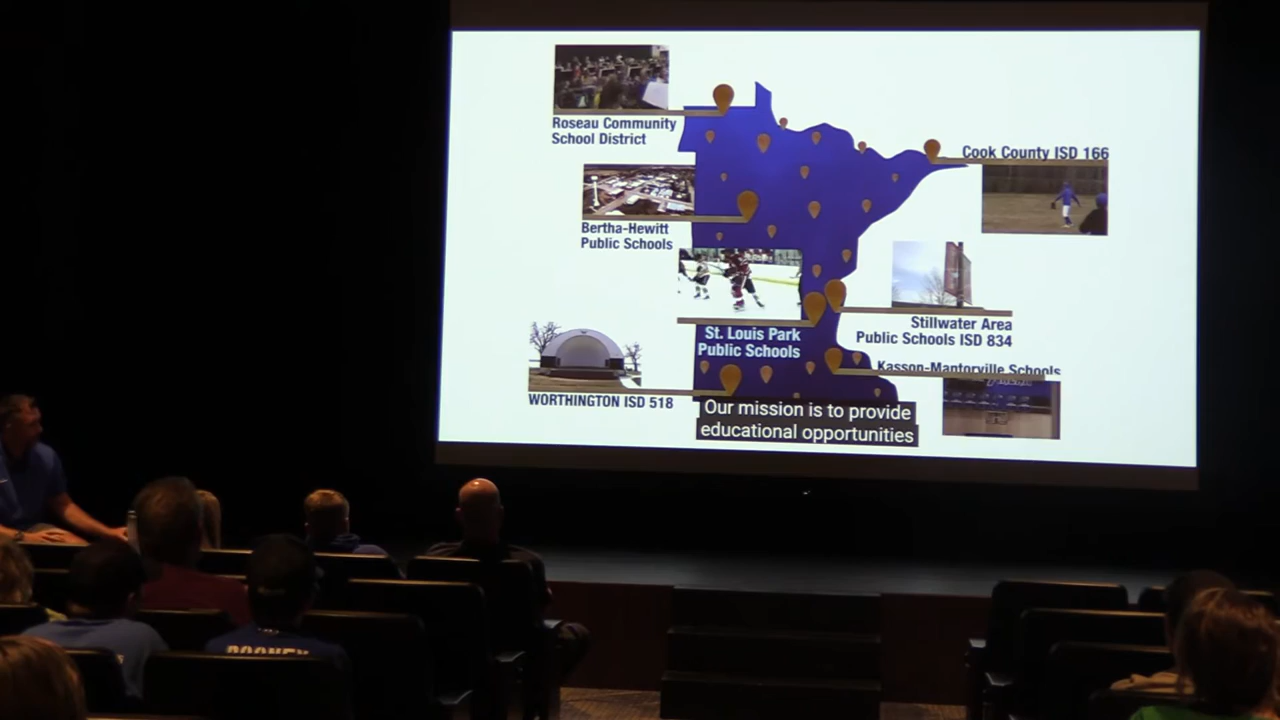 Roseau Community
School District
Cook County ISD 166
Bertha-Hewitt
Public Schools
Stillwater Area
Public Schools ISD 834
St. Louis Park
Public Schools
Kasson-Mantorville Schools
WORTHINGTON ISD 518
Our mission is to provide
educational opportunities
ROONEY